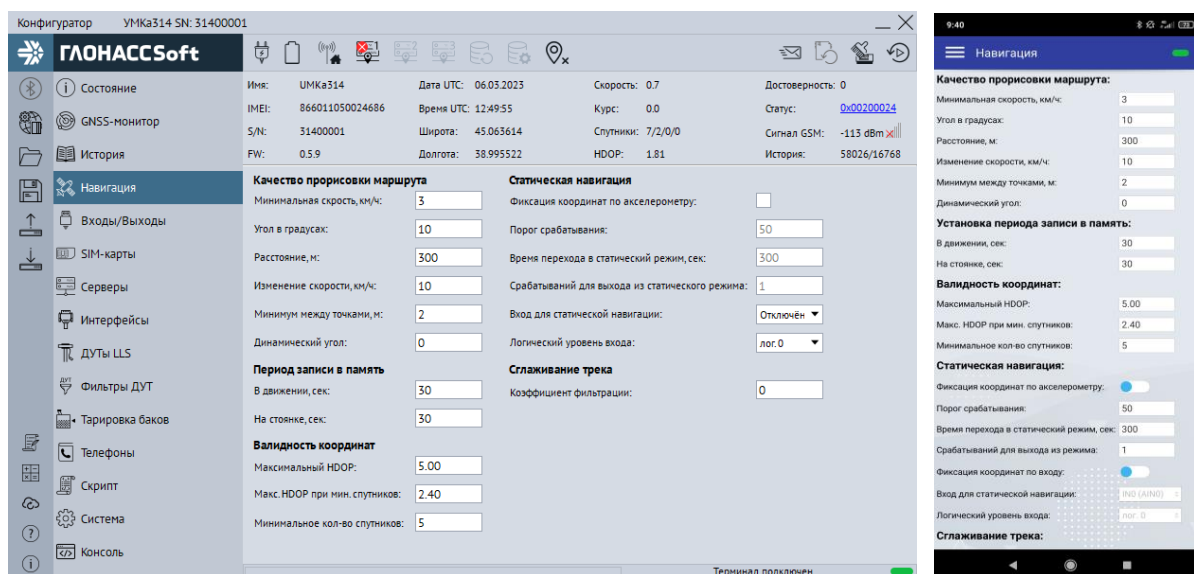 Конфигуратор УМКа314 SN: 31400001
ГЛОНАССSoft
Состояние
GNSS-монитор
История
Навигация
Входы/Выходы
SIM-карты
Серверы
Интерфейсы
ДУТы LLS
Фильтры ДУТ
Тарировка баков
Телефоны
Скрипт
Система
Консоль
Имя: UMKa314 Дата UTC: 06.03.2023 Скорость: 0.7 Достоверность: 0
IMEI: 866011050024686 Время UTC: 12:49:55 Курс: 0.0 Статус: 0x00200024
S/N: 31400001 Широта: 45.063614 Спутники: 7/2/0/0 Сигнал GSM: -113 dBm
FW: 0.5.9 Долгота: 38.995522 HDOP: 1.81 История: 58026/16768
Качество прорисовки маршрута
Минимальная скрость, км/ч: 3
Угол в градусах: 10
Расстояние, м: 300
Изменение скорости, км/ч: 10
Минимум между точками, м: 2
Динамический угол: 0
Период записи в память
В движении, сек: 30
На стоянке, сек: 30
Валидность координат
Максимальный HDOP: 5.00
Макс. HDOP при мин. спутников: 2.40
Минимальное кол-во спутников: 5
Статическая навигация
Фиксация координат по акселерометру:
Порог срабатывания: 50
Время перехода в статический режим, сек: 300
Срабатываний для выхода из статического режима: 1
Вход для статической навигации: Отключён
Логический уровень входа: лог. 0
Сглаживание трека
Коэффициент фильтрации: 0
Терминал подключен
9:40
Навигация
Качество прорисовки маршрута:
Минимальная скорость, км/ч: 3
Угол в градусах: 10
Расстояние, м: 300
Изменение скорости, км/ч: 10
Минимум между точками, м: 2
Динамический угол: 0
Установка периода записи в память:
В движении, сек: 30
На стоянке, сек: 30
Валидность координат:
Максимальный HDOP: 5.00
Макс. HDOP при мин. спутников: 2.40
Минимальное кол-во спутников: 5
Статическая навигация:
Фиксация координат по акселерометру:
Порог срабатывания: 50
Время перехода в статический режим, сек: 300
Срабатываний для выхода из режима: 1
Фиксация координат по входу:
Вход для статической навигации: IN0 (AIN0)
Логический уровень входа: лог. 0
Сглаживание трека: